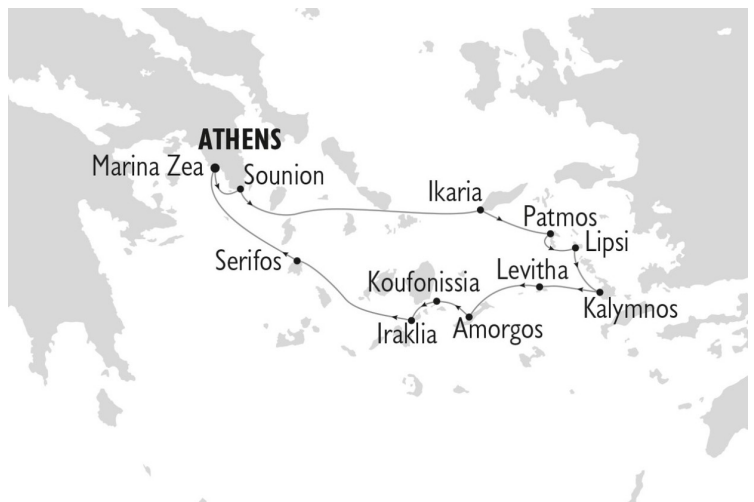 ATHENS
Marina Zea
Sounion
Ikaria
Patmos
Lipsi
Serifos
Koufonissia
Levitha
Kalymnos
Iraklia
Amorgos